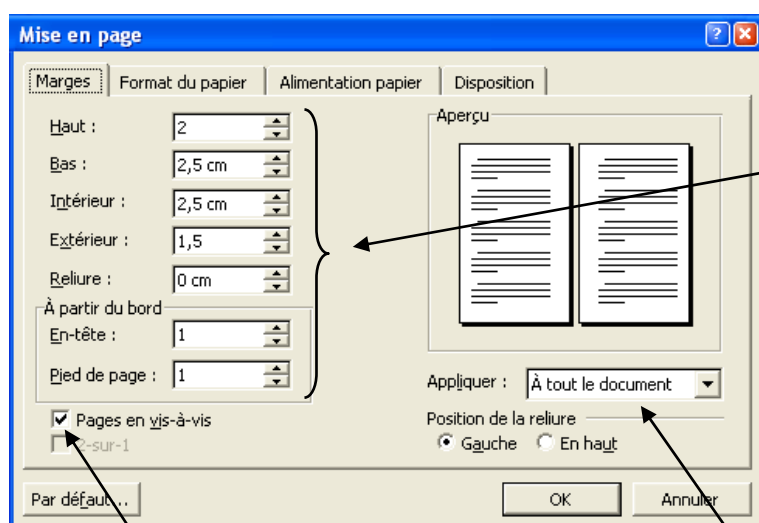 Mise en page
Marges Format du papier Alimentation papier Disposition
Haut : 2
Bas : 2,5 cm
Intérieur : 2,5 cm
Extérieur : 1,5
Reliure : 0 cm
À partir du bord
En-tête : 1
Pied de page : 1
Pages en vis-à-vis
2-sur-1
Aperçu
Appliquer : À tout le document
Position de la reliure
Gauche En haut
Par défaut... OK Annuler